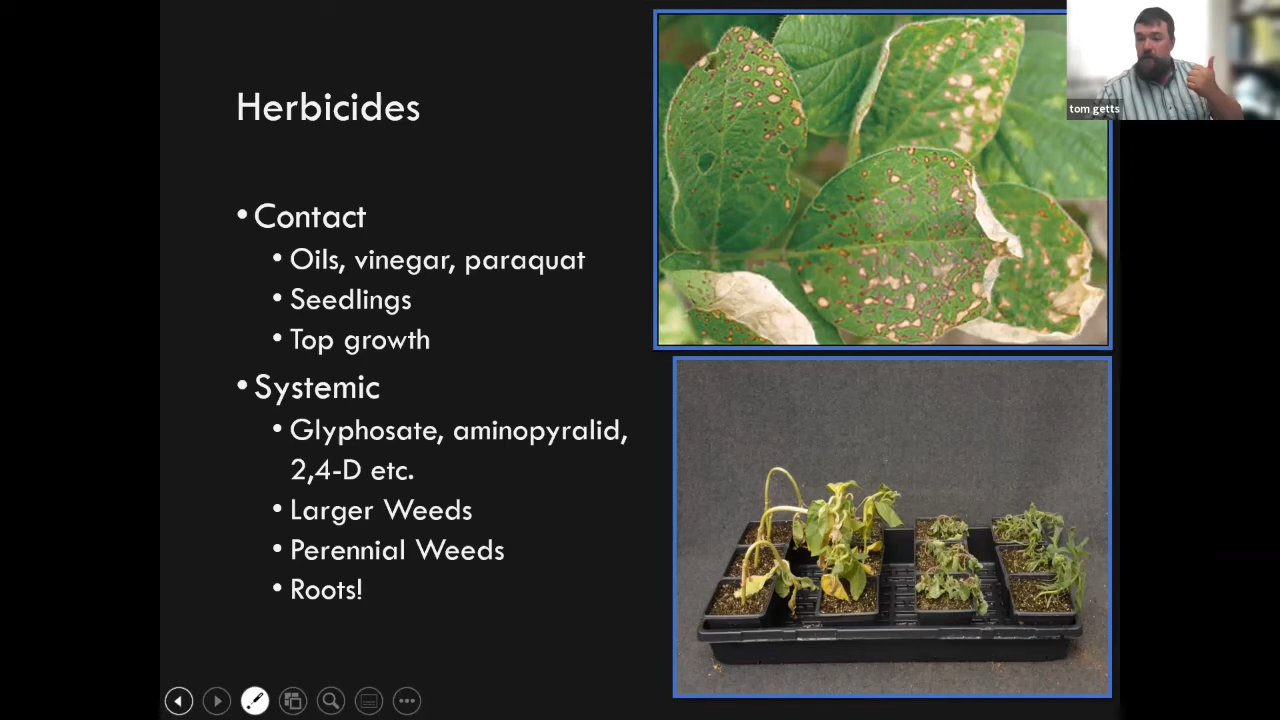 tom getts
Herbicides
• Contact
• Oils, vinegar, paraquat
• Seedlings
• Top growth
• Systemic
• Glyphosate, aminopyralid,
2,4-D etc.
• Larger Weeds
• Perennial Weeds
• Roots!